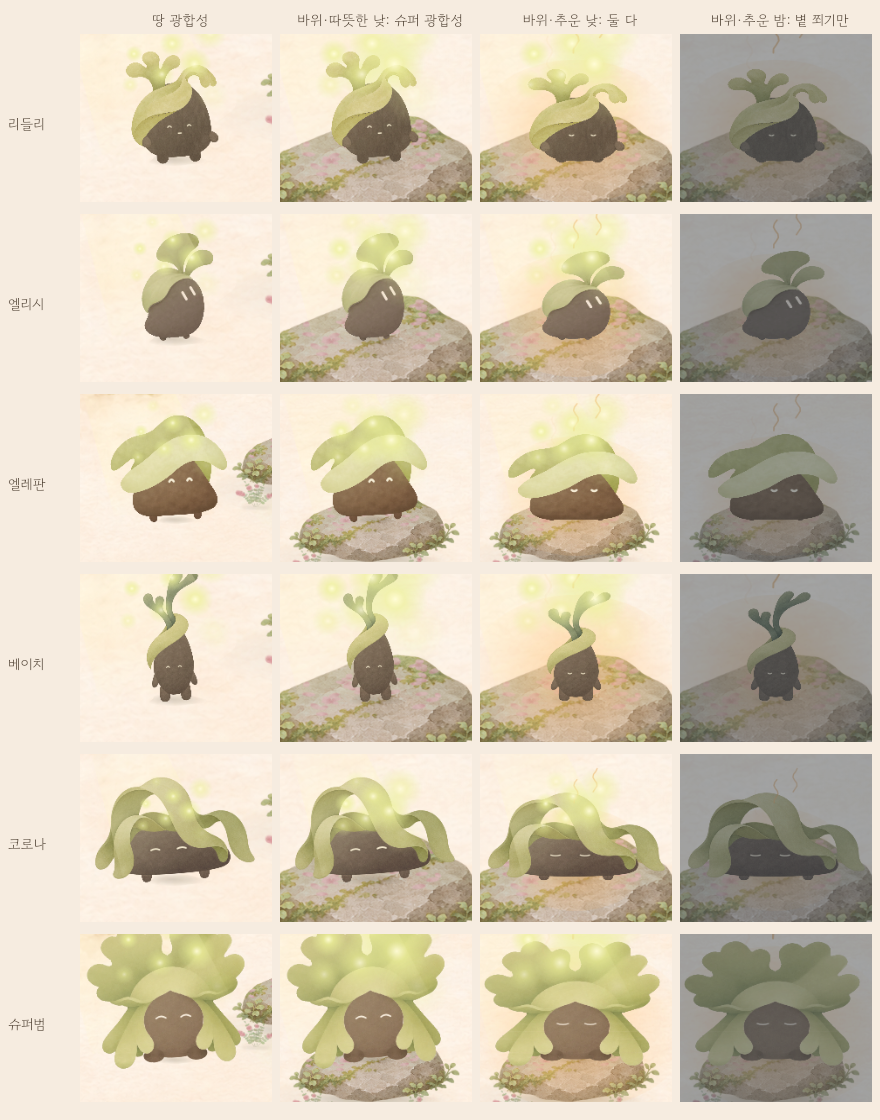 땅 광합성
바위·따뜻한 낮: 슈퍼 광합성
바위·추운 낮: 둘 다
바위·추운 밤: 볕 쬐기만
리들리
엘리시
엘레판
베이치
코로나
슈퍼범